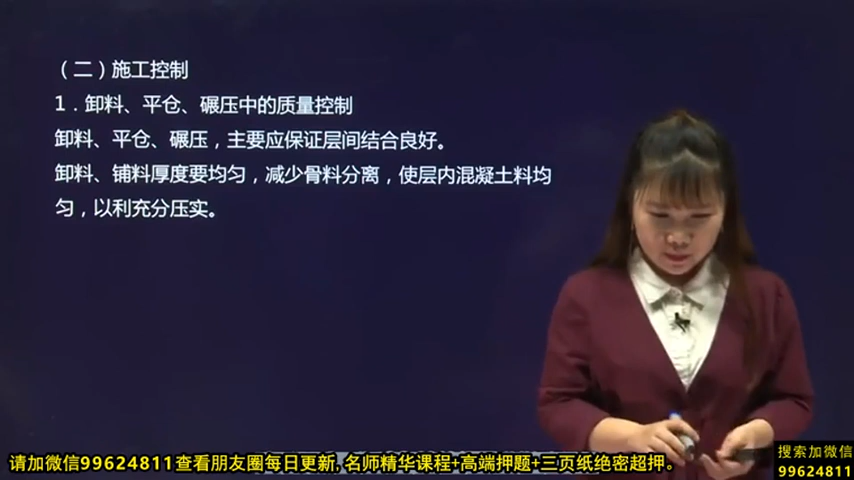 （二）施工控制
1．卸料、平仓、碾压中的质量控制
卸料、平仓、碾压，主要应保证层间结合良好。
卸料、铺料厚度要均匀，减少骨料分离，使层内混凝土料均
匀，以利充分压实。
请加微信99624811查看朋友圈每日更新,名师精华课程+高端押题+三页纸绝密超押。
搜索加微信
99624811